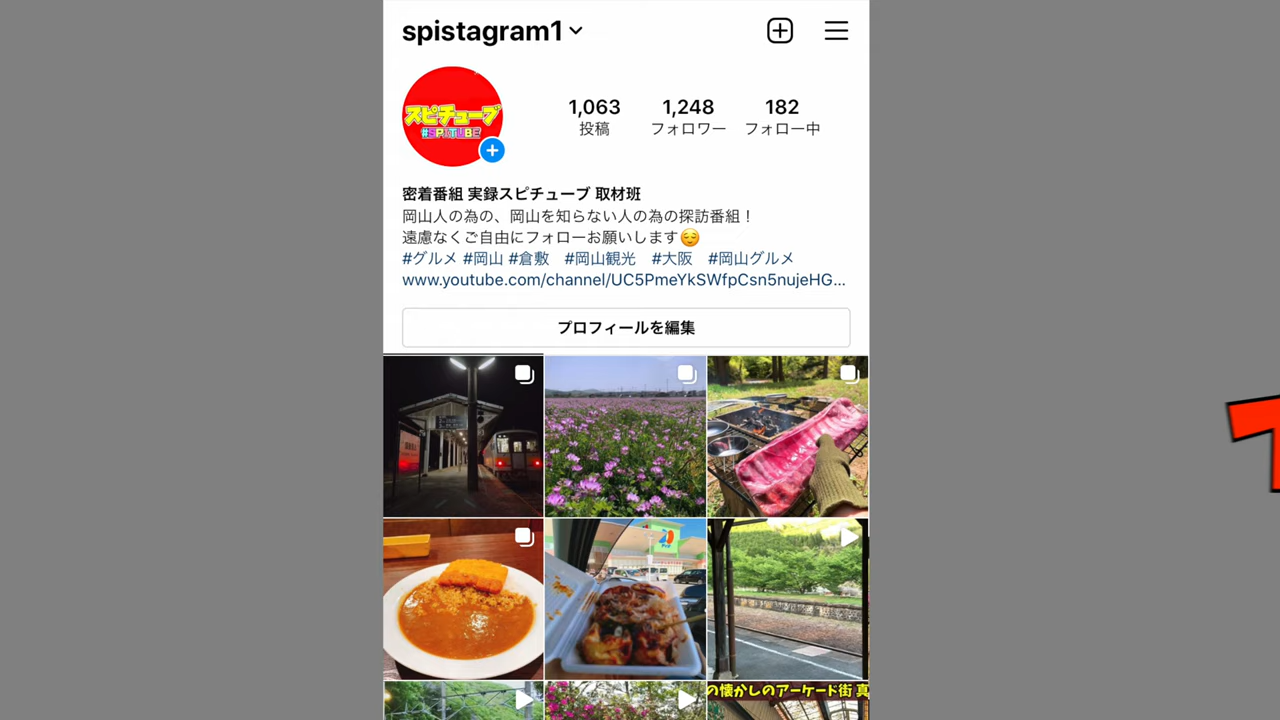 spistagram1
スピチューブ
#SPITUBE
1,063
1,248
182
投稿
フォロワー
フォロー中
密着番組 実録スピチューブ 取材班
岡山人の為の、岡山を知らない人の為の探訪番組！
遠慮なくご自由にフォローお願いします😌
#グルメ #岡山 #倉敷　#岡山観光　#大阪　#岡山グルメ
www.youtube.com/channel/UC5PmeYkSWfpCsn5nujeHG...
プロフィールを編集
の懐かしのアーケード街 真